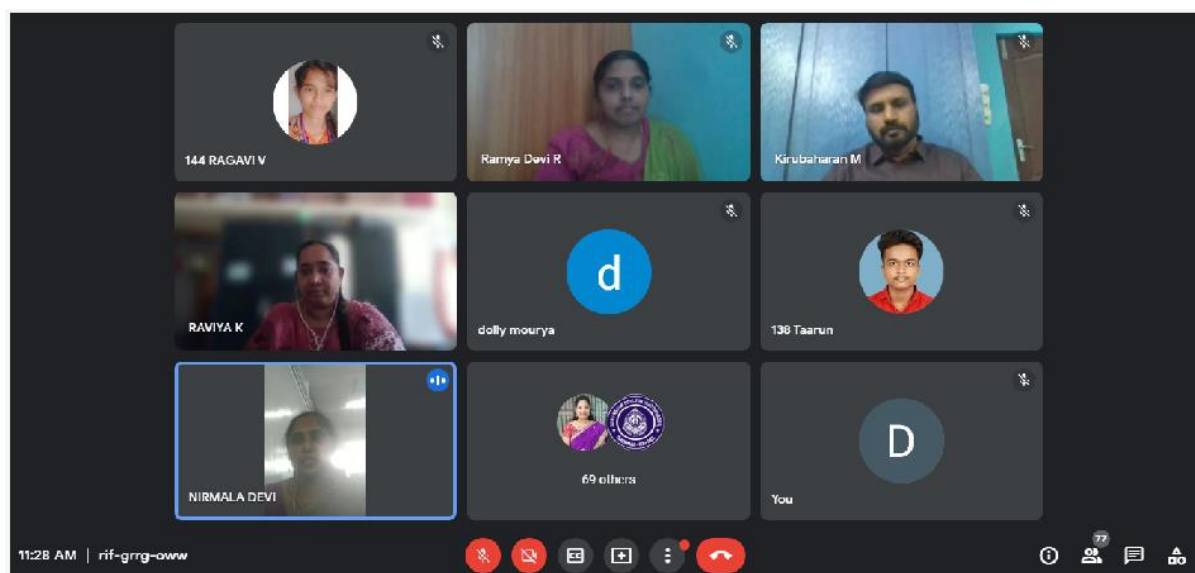 144 RAGAVI V
Ramya Devi R
Kirubaharan M
RAVIYA K
d
dolly mourya
138 Taarun
NIRMALA DEVI
69 others
D
You
77
11:28 AM | rif-grrg-oww
CC